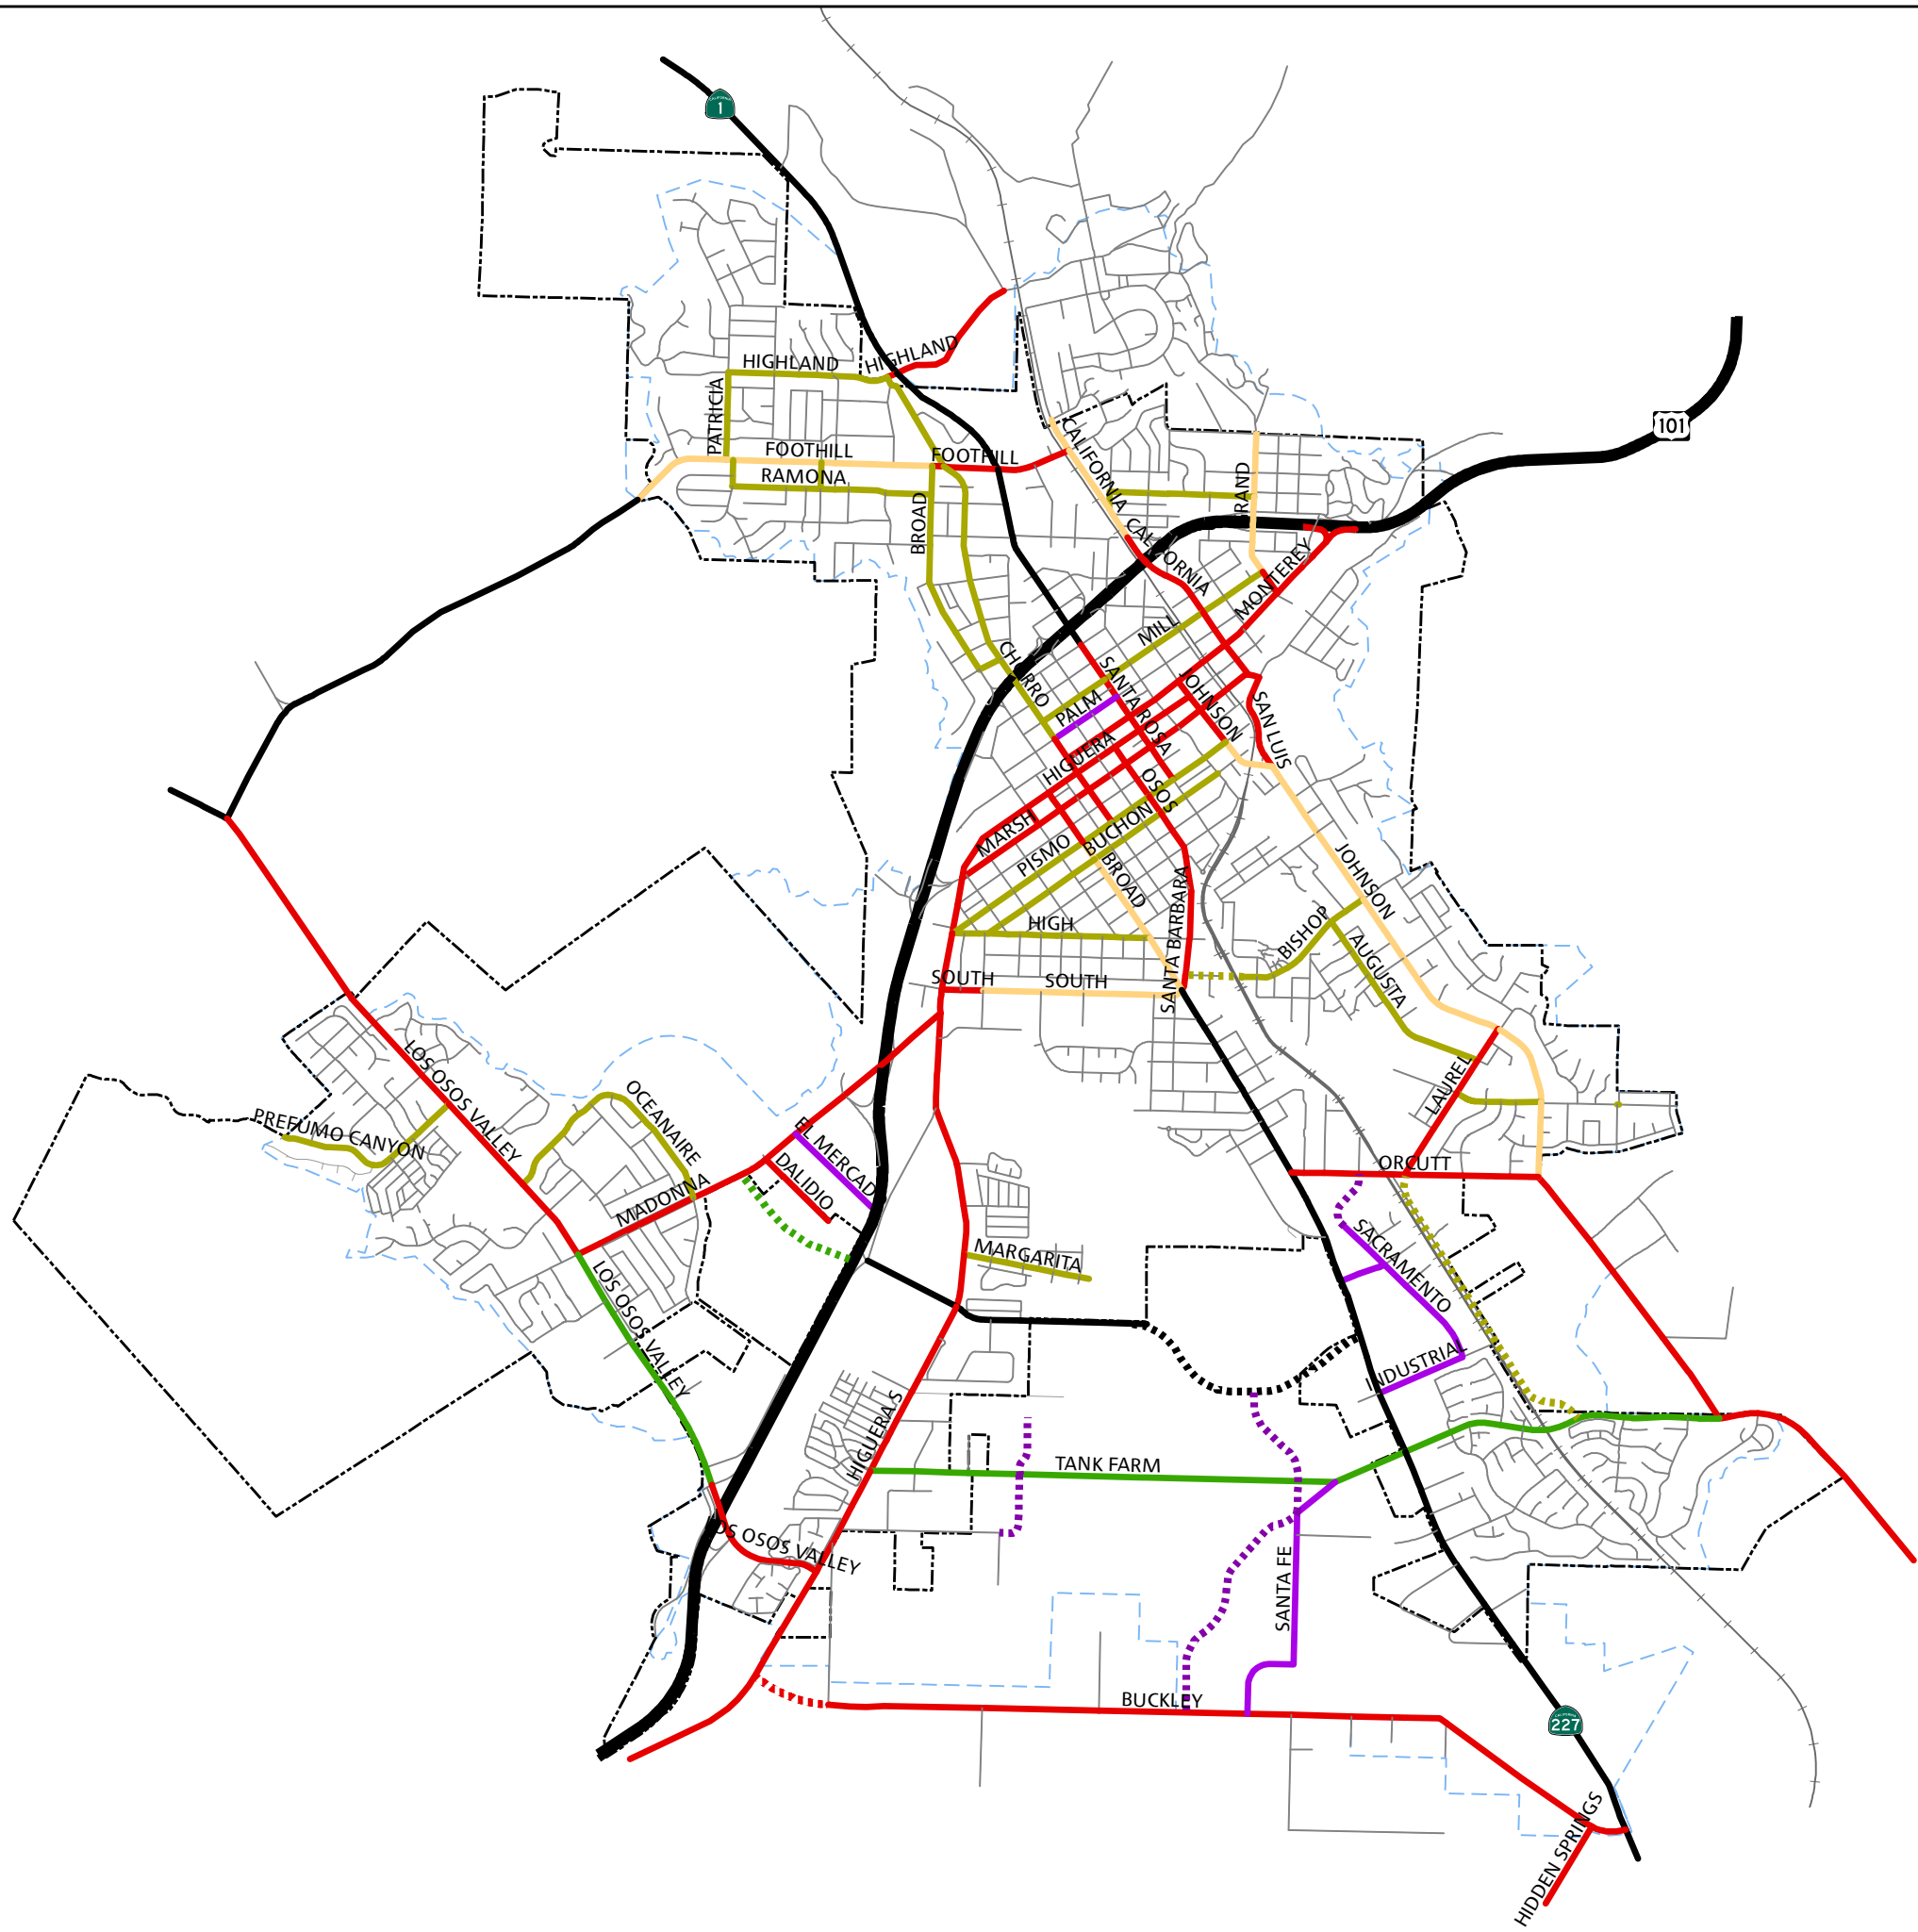 CALIFORNIA
1
101
HIGHLAND
HIGHLAND
PATRICIA
FOOTHILL
FOOTHILL
RAMONA
BROAD
CALIFORNIA
GRAND
CALIFORNIA
MONTEREY
MILL
CHORRO
SANTA ROSA
JOHNSON
PALM
SAN LUIS
HIGUERA
OSOS
MARSH
BUCHON
PISMO
BROAD
JOHNSON
SANTA BARBARA
HIGH
BISHOP
AUGUSTA
SOUTH
SOUTH
LOS OSOS VALLEY
LAUREL
OCEANAIRE
PREFUMO CANYON
EL MERCADO
DALIDIO
MADONNA
ORCUTT
SACRAMENTO
MARGARITA
LOS OSOS VALLEY
INDUSTRIAL
HIGUERA S
TANK FARM
LOS OSOS VALLEY
SANTA FE
BUCKLEY
CALIFORNIA
227
HIDDEN SPRINGS